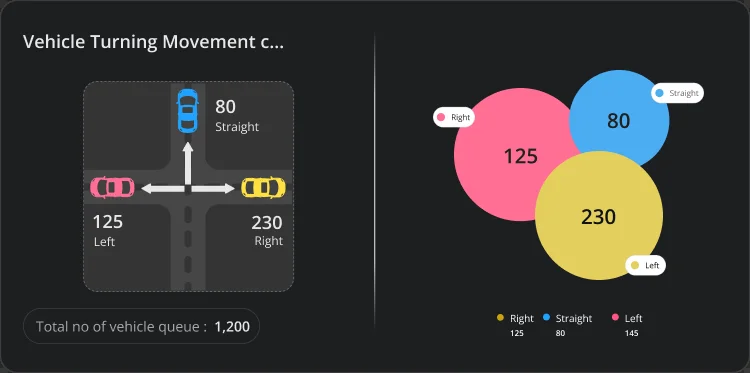 Vehicle Turning Movement c...
80
Straight
125
Left
230
Right
Total no of vehicle queue : 1,200
Right
Straight
125
80
230
Left
Right Straight Left
125 80 145